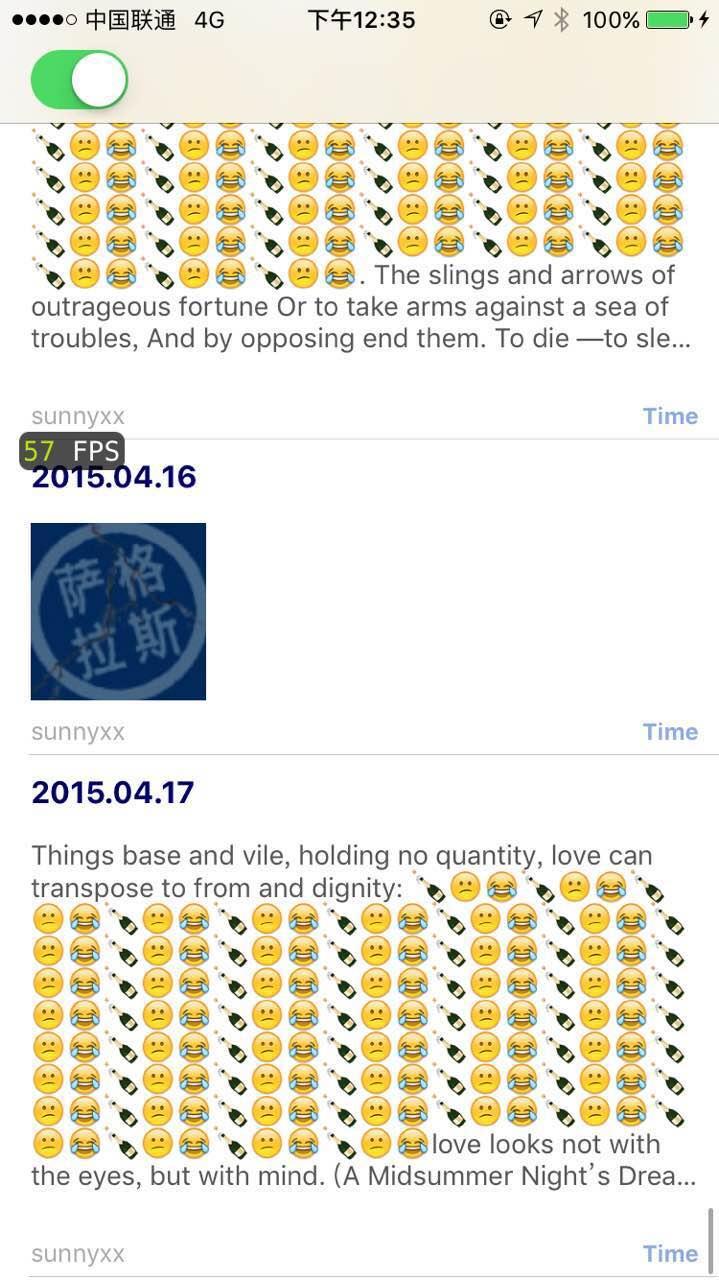 中国联通 4G 下午12:35 100%
🍾😕😂🍾😕😂🍾😕😂🍾😕😂🍾😕😂🍾😕😂
🍾😕😂🍾😕😂🍾😕😂🍾😕😂🍾😕😂🍾😕😂
🍾😕😂🍾😕😂🍾😕😂🍾😕😂🍾😕😂🍾😕😂
🍾😕😂🍾😕😂🍾😕😂🍾😕😂🍾😕😂🍾😕😂
🍾😕😂🍾😕😂🍾😕😂. The slings and arrows of
outrageous fortune Or to take arms against a sea of
troubles, And by opposing end them. To die —to sle...
sunnyxx Time
57 FPS
2015.04.16
萨格
拉斯
sunnyxx Time
2015.04.17
Things base and vile, holding no quantity, love can
transpose to from and dignity: 🍾😕😂🍾😕😂🍾
😕😂🍾😕😂🍾😕😂🍾😕😂🍾😕😂🍾😕😂🍾
😕😂🍾😕😂🍾😕😂🍾😕😂🍾😕😂🍾😕😂🍾
😕😂🍾😕😂🍾😕😂🍾😕😂🍾😕😂🍾😕😂🍾
😕😂🍾😕😂🍾😕😂🍾😕😂🍾😕😂🍾😕😂🍾
😕😂🍾😕😂🍾😕😂🍾😕😂🍾😕😂🍾😕😂🍾
😕😂🍾😕😂🍾😕😂🍾😕😂🍾😕😂🍾😕😂🍾
😕😂🍾😕😂🍾😕😂🍾😕😂🍾😕😂🍾😕😂🍾
😕😂🍾😕😂🍾😕😂🍾😕😂love looks not with
the eyes, but with mind. (A Midsummer Night’s Drea...
sunnyxx Time